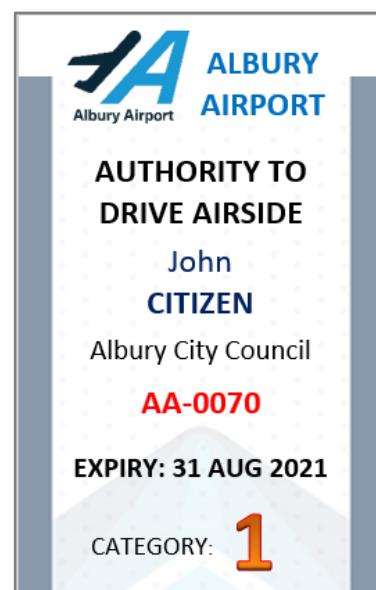 Albury Airport
ALBURY
AIRPORT
AUTHORITY TO
DRIVE AIRSIDE
John
CITIZEN
Albury City Council
AA-0070
EXPIRY: 31 AUG 2021
CATEGORY: 1